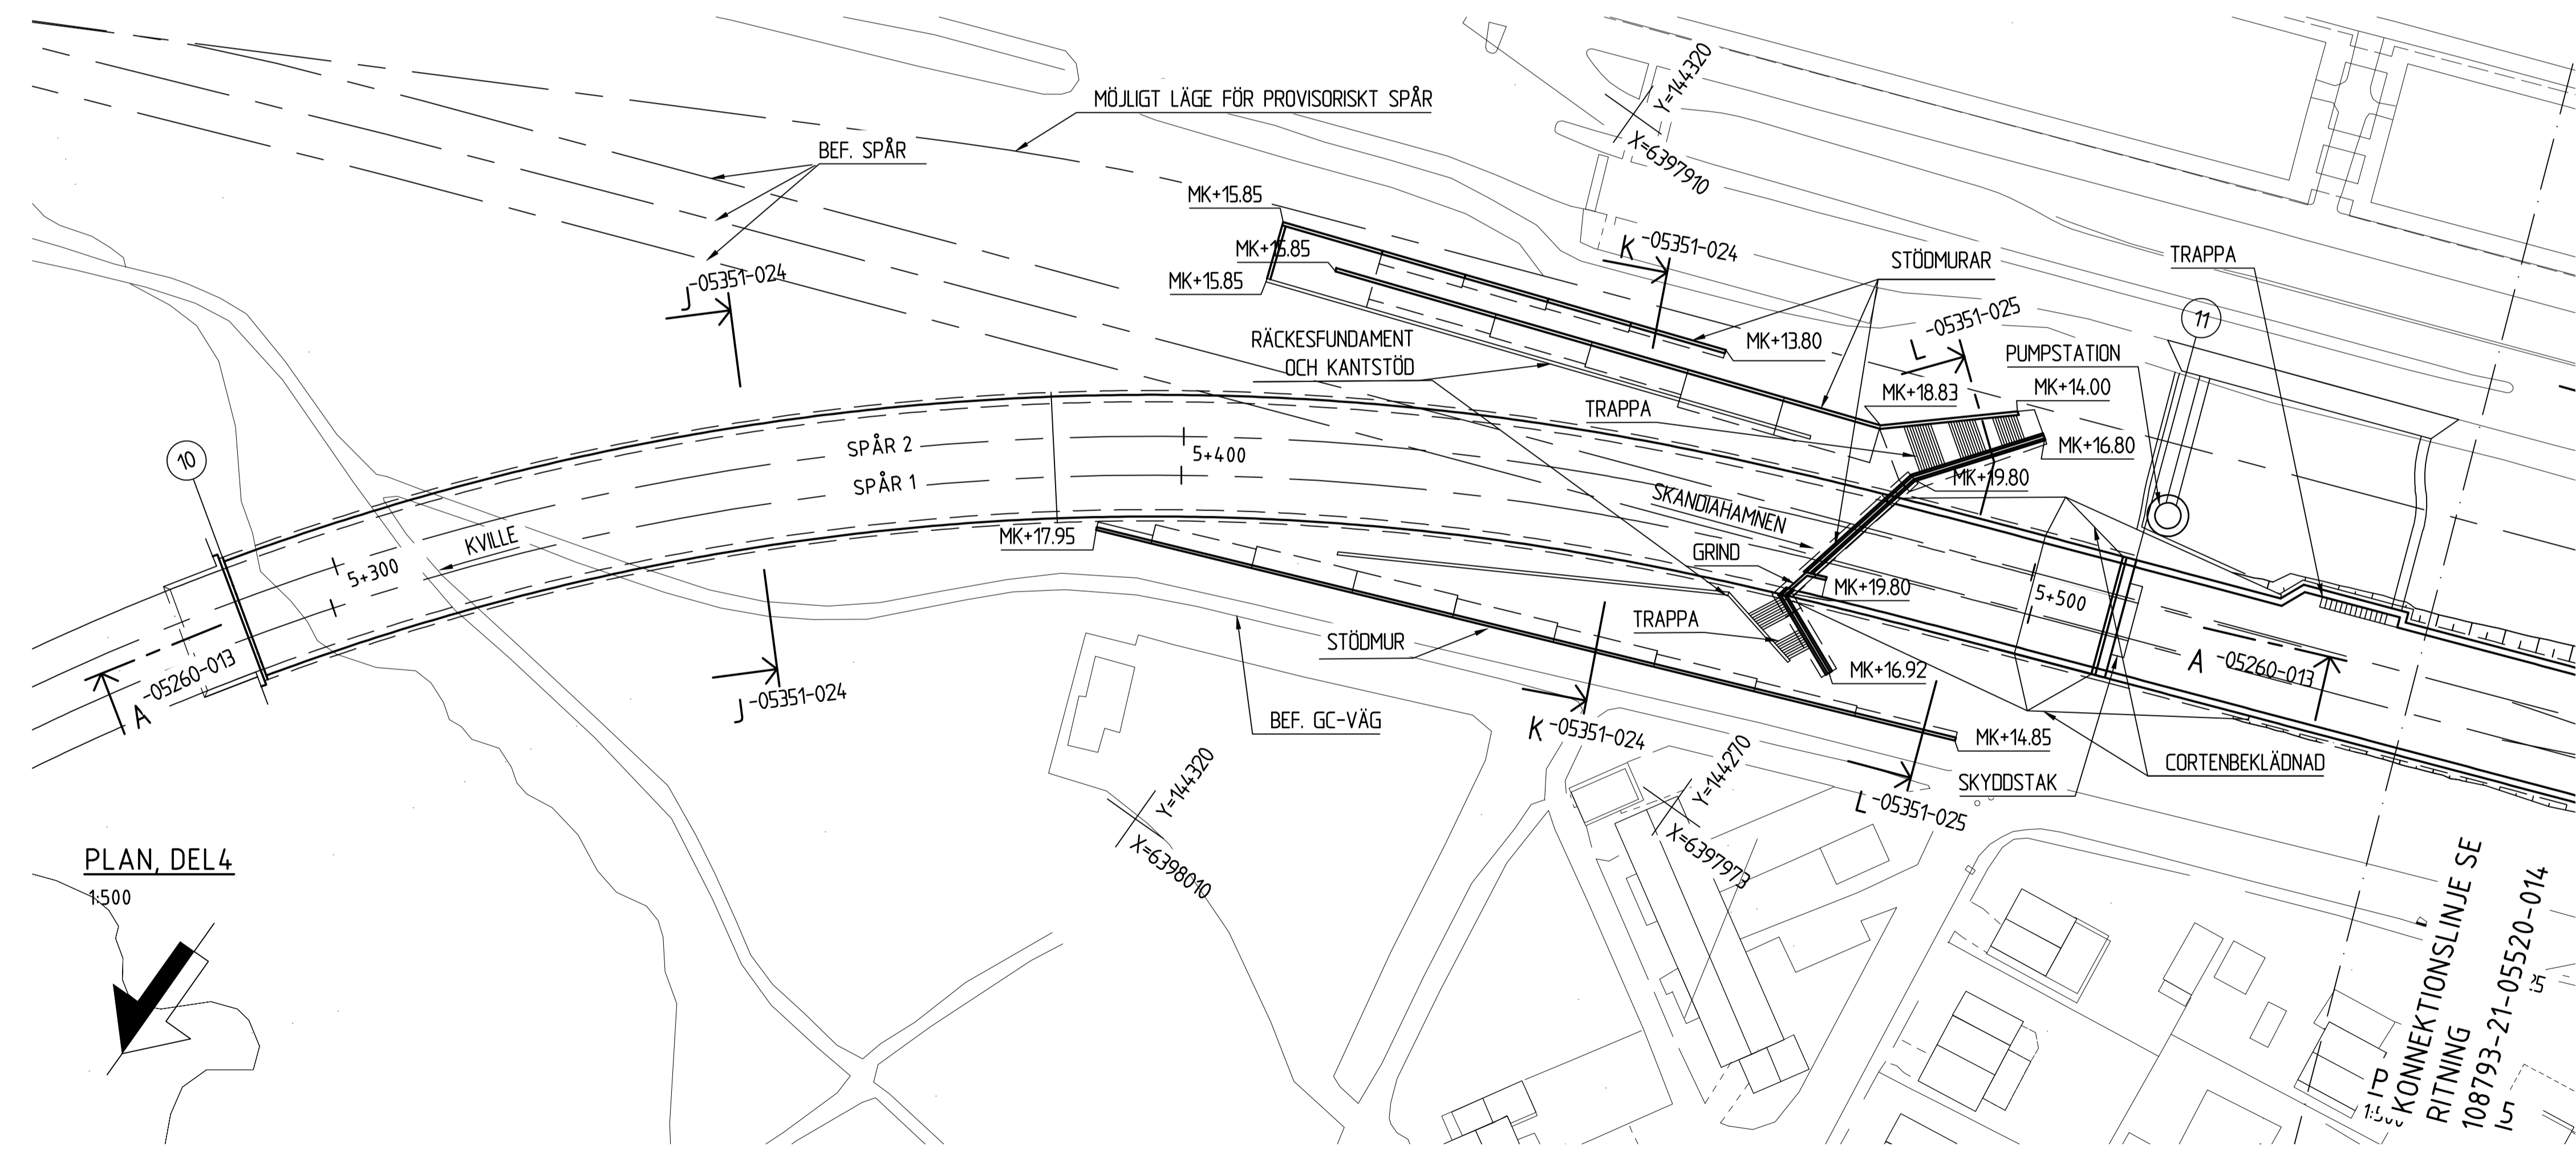 MÖJLIGT LÄGE FÖR PROVISORISKT SPÅR
BEF. SPÅR
Y=144320
X=6397910
MK+15.85
MK+15.85
MK+15.85
K -05351-024
STÖDMURAR
TRAPPA
J -05351-024
RÄCKESFUNDAMENT
OCH KANTSTÖD
MK+13.80
L -05351-025
11
PUMPSTATION
MK+18.83
MK+14.00
TRAPPA
MK+16.80
MK+19.80
10
SPÅR 2
5+400
SPÅR 1
SKANDIAHAMNEN
MK+17.95
KVILLE
5+300
GRIND
MK+19.80
5+500
TRAPPA
STÖDMUR
MK+16.92
A -05260-013
A -05260-013
J -05351-024
BEF. GC-VÄG
K -05351-024
MK+14.85
CORTENBEKLÄDNAD
SKYDDSTAK
L -05351-025
Y=144320
X=6398010
Y=144270
X=6397973
PLAN, DEL4
1:500
KONNEKTIONSLINJE SE
RITNING
108793-21-05520-014